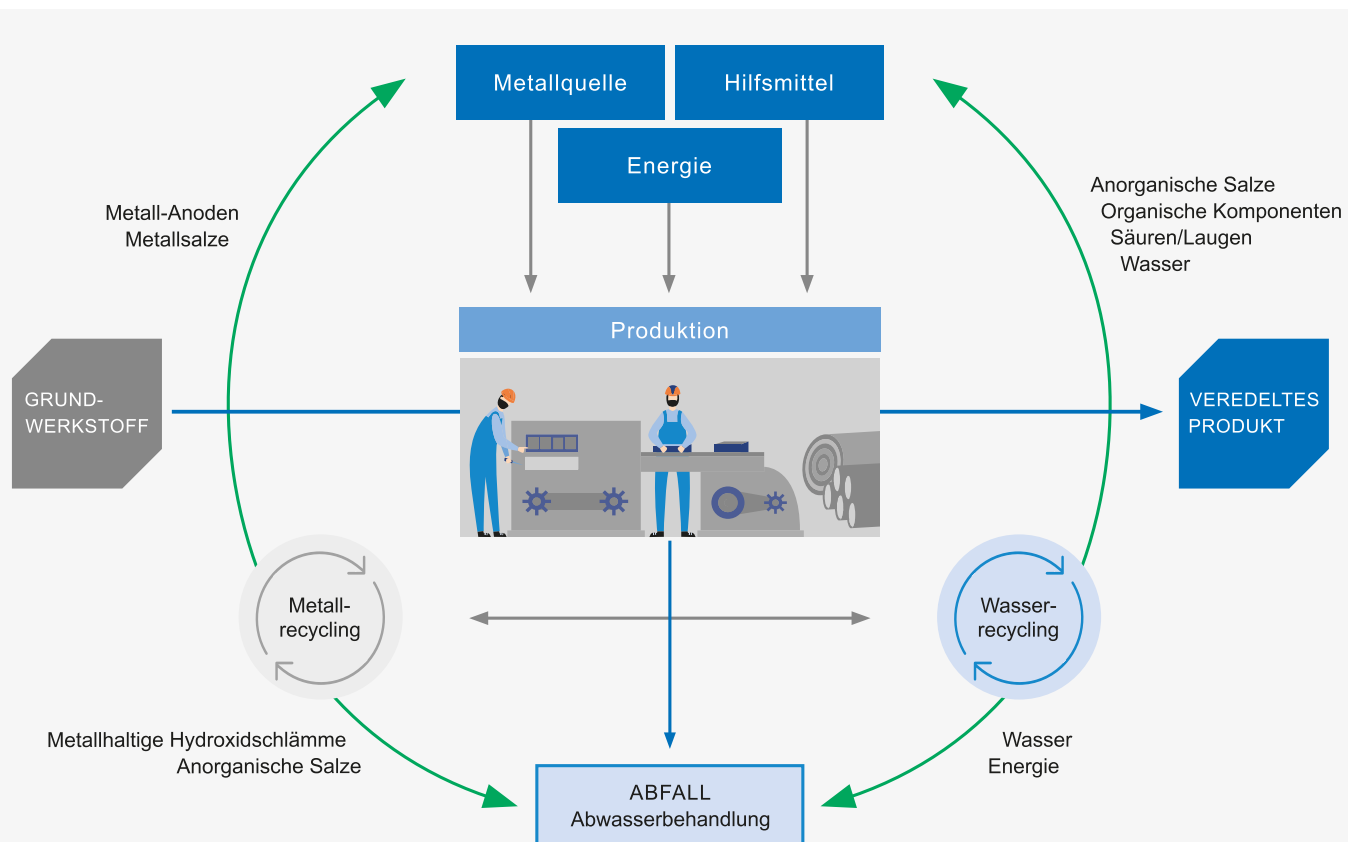 Metallquelle
Hilfsmittel
Energie
Metall-Anoden
Metallsalze
Anorganische Salze
Organische Komponenten
Säuren/Laugen
Wasser
Produktion
GRUND-
WERKSTOFF
VEREDELTES
PRODUKT
Metall-
recycling
Wasser-
recycling
Metallhaltige Hydroxidschlämme
Anorganische Salze
Wasser
Energie
ABFALL
Abwasserbehandlung